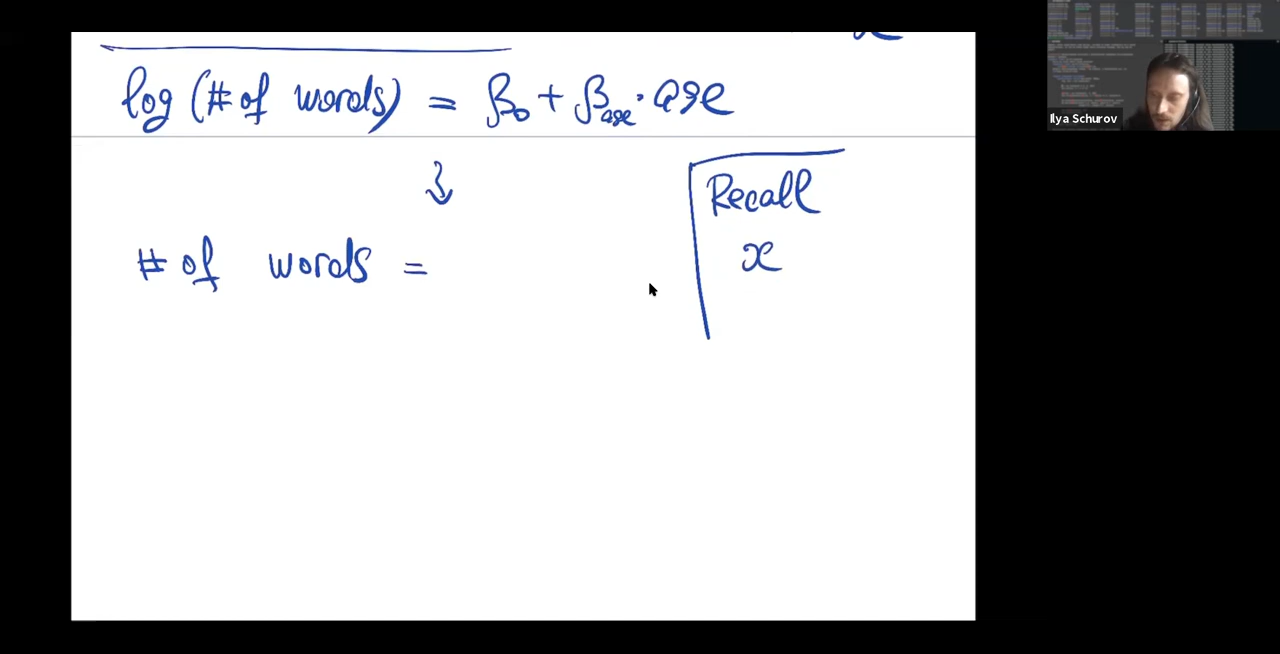 log (# of words) = β₀ + β_age · age
Recall
x
# of words =
Ilya Schurov